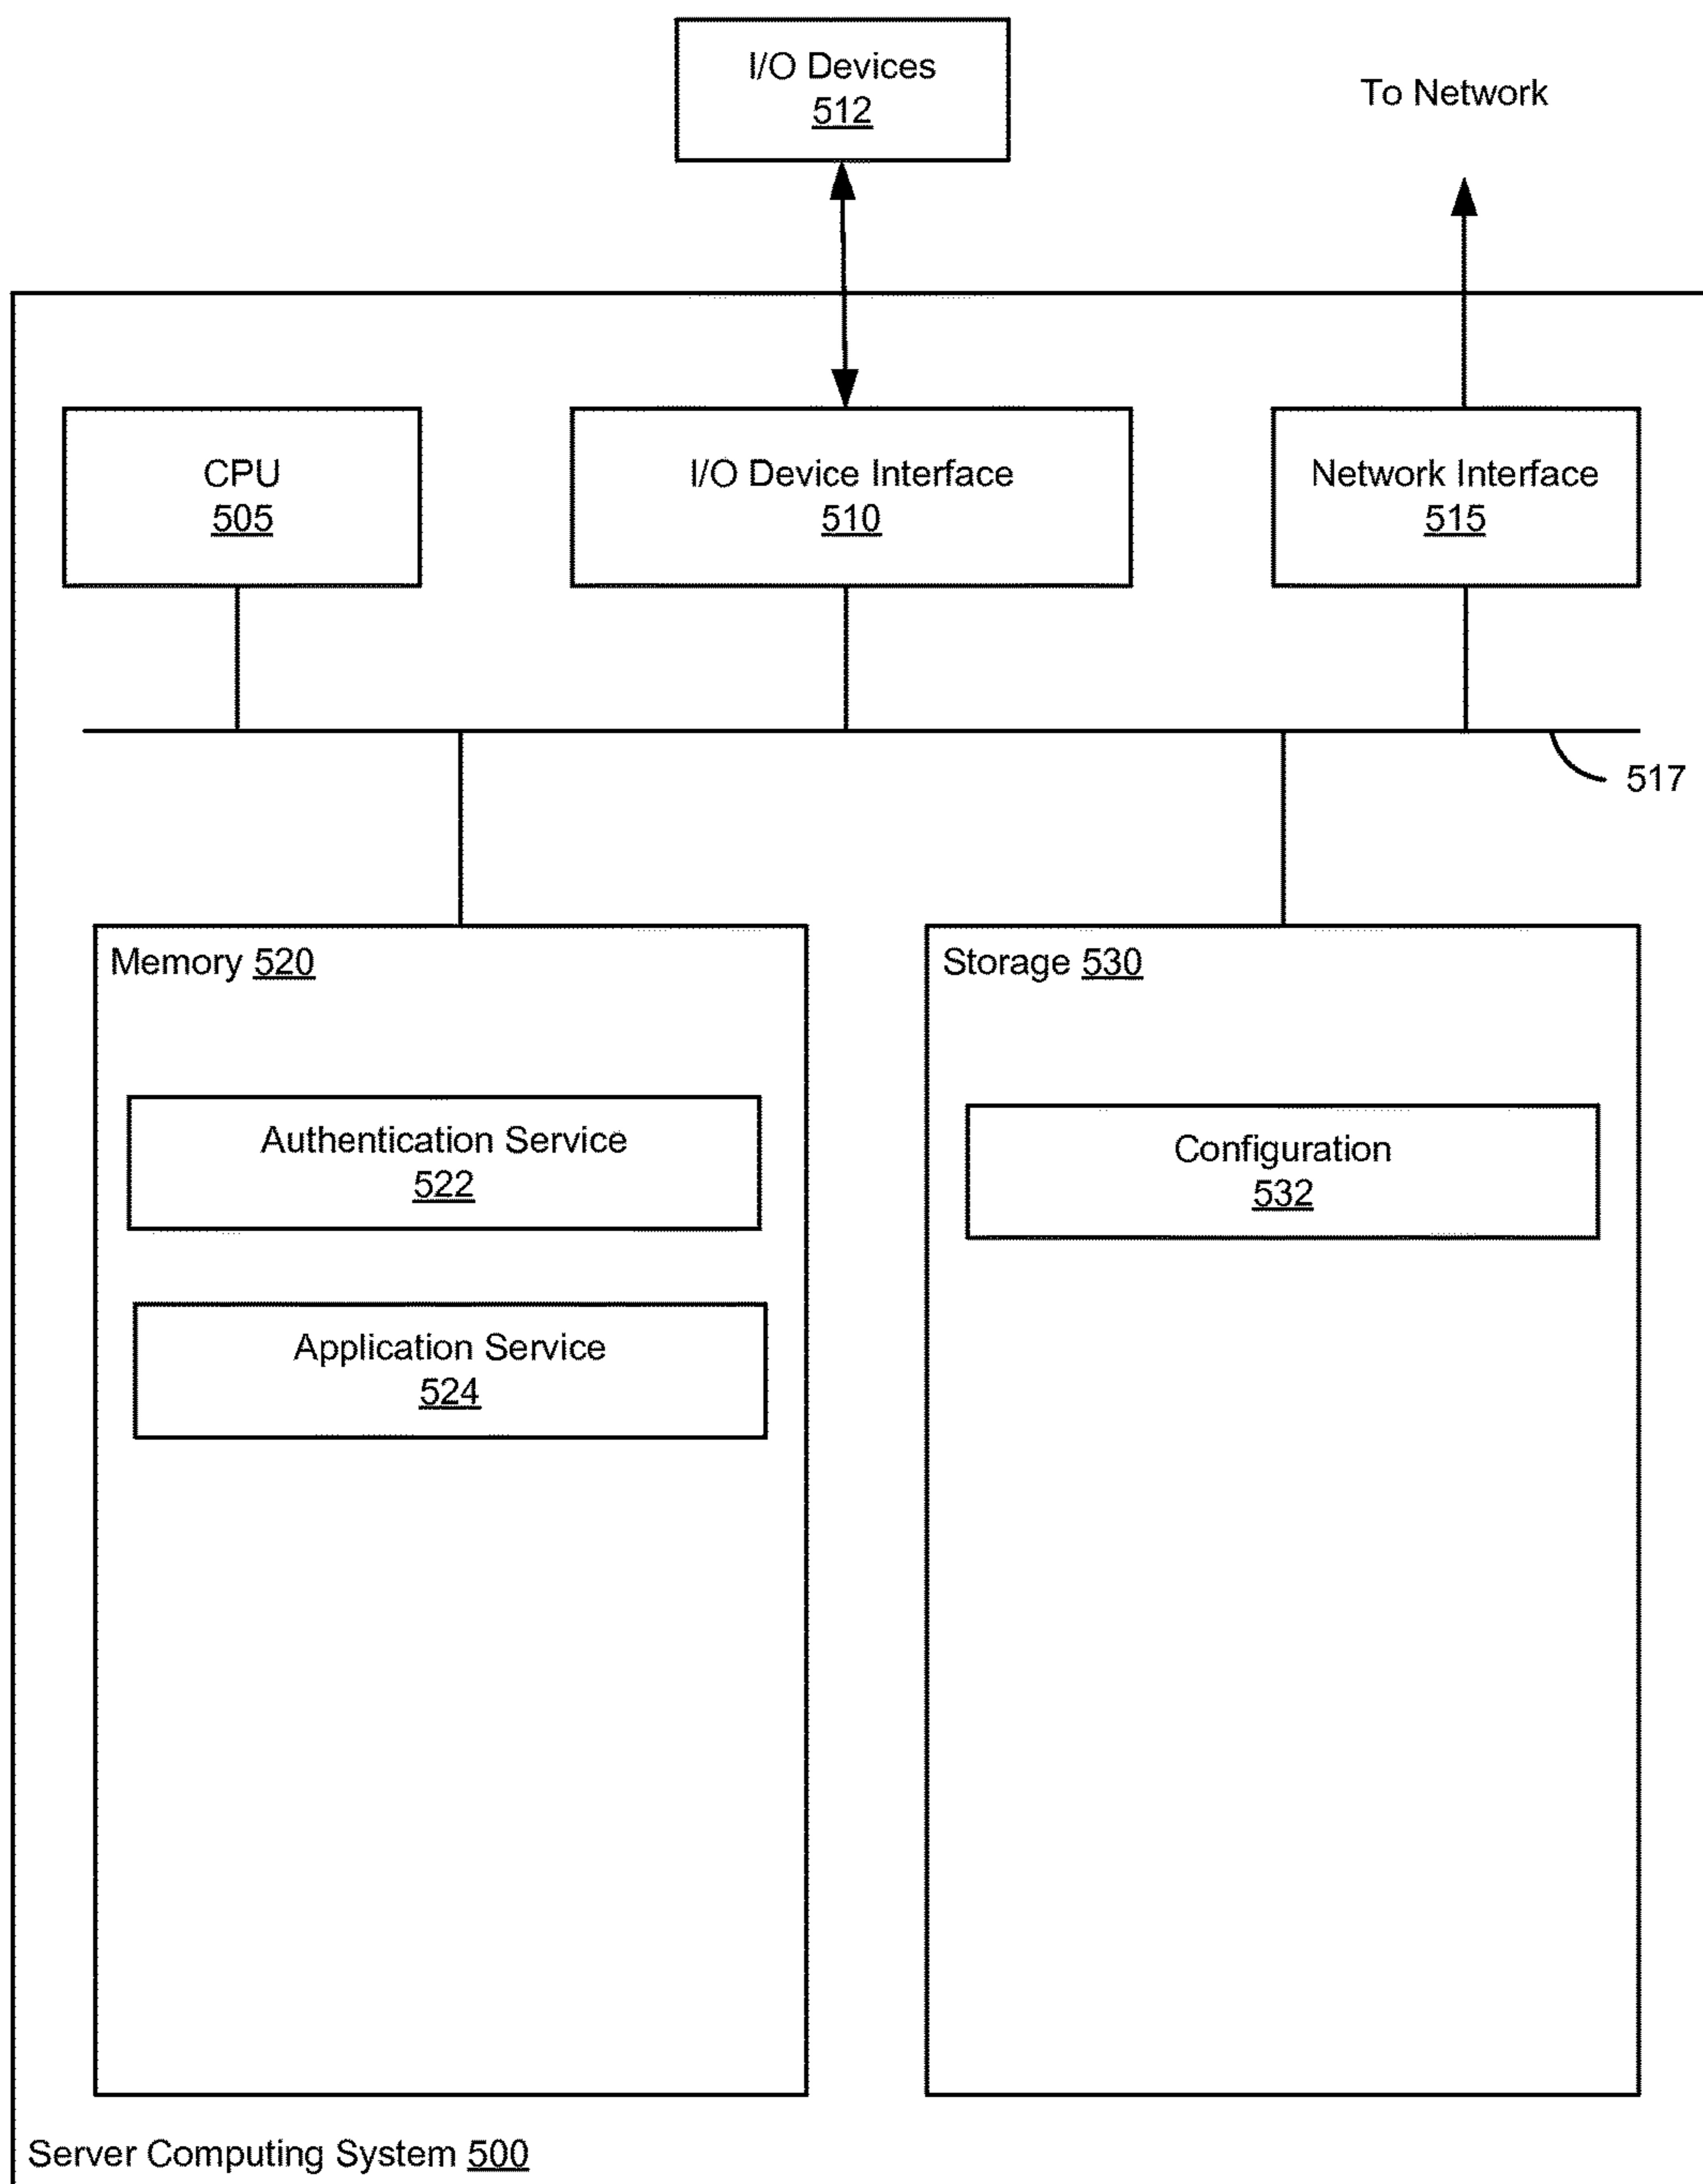 I/O Devices
512
To Network
CPU
505
I/O Device Interface
510
Network Interface
515
517
Memory 520
Storage 530
Authentication Service
522
Configuration
532
Application Service
524
Server Computing System 500